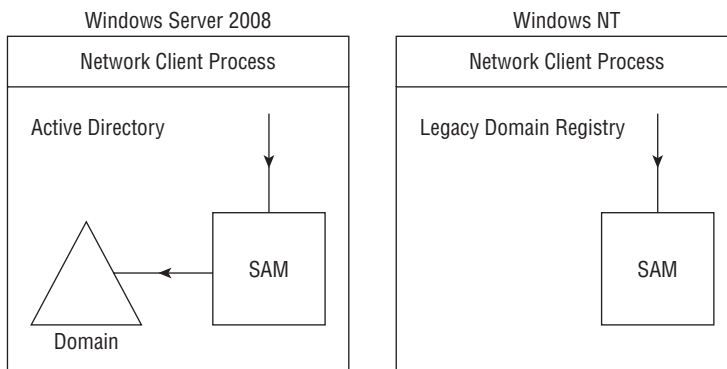 Windows Server 2008
Network Client Process
Active Directory
SAM
Domain
Windows NT
Network Client Process
Legacy Domain Registry
SAM